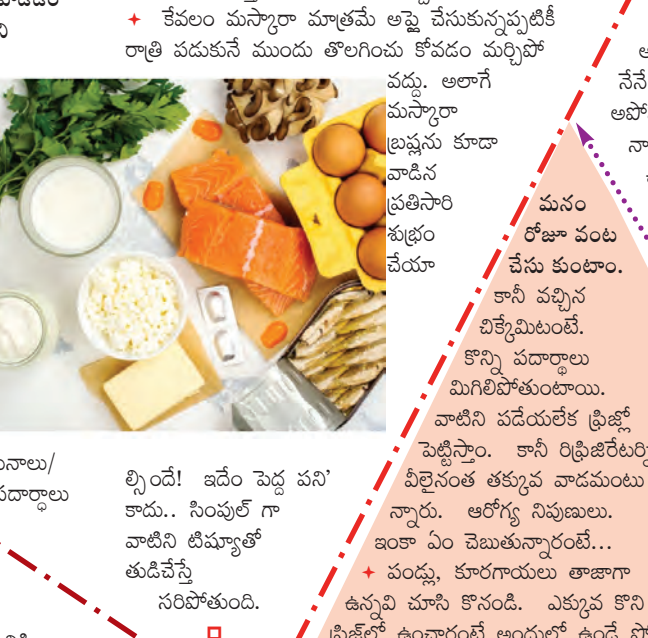 ✦ కేవలం మస్కారా మాత్రమే అప్లై చేసుకున్నప్పటికీ
రాత్రి పడుకునే ముందు తొలగించు కోవడం మర్చిపో
వద్దు. అలాగే
మస్కారా
బ్రష్లను కూడా
వాడిన
ప్రతిసారి
శుభ్రం
చేయా
ల్సిందే! ఇదేం పెద్ద పని'
కాదు.. సింపుల్ గా
వాటిని టిష్యూతో
తుడిచేస్తే
సరిపోతుంది.
మనం
రోజూ వంట
చేసు కుంటాం.
కానీ వచ్చిన
చిక్కేమిటంటే.
కొన్ని పదార్థాలు
మిగిలిపోతుంటాయి.
వాటిని పడేయలేక ఫ్రిజ్లో
పెట్టిస్తాం. కానీ రిఫ్రిజిరేటర్ని
వీలైనంత తక్కువ వాడమంటు
న్నారు. ఆరోగ్య నిపుణులు.
ఇంకా ఏం చెబుతున్నారంటే...
✦ పండ్లు, కూరగాయలు తాజాగా
ఉన్నవి చూసి కొనండి. ఎక్కువ కొని
నేనే